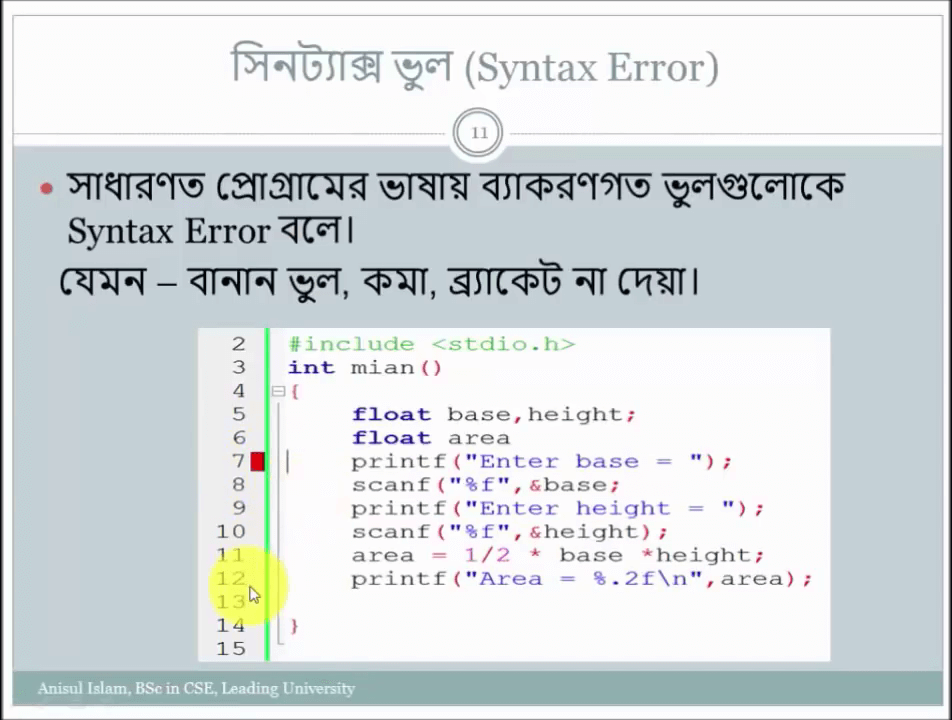 সিনট্যাক্স ভুল (Syntax Error)
11
• সাধারণত প্রোগ্রামের ভাষায় ব্যাকরণগত ভুলগুলোকে
Syntax Error বলে।
যেমন – বানান ভুল, কমা, ব্র্যাকেট না দেয়া।
2 #include <stdio.h>
3 int mian()
4 {
5 float base,height;
6 float area
7 printf("Enter base = ");
8 scanf("%f",&base;
9 printf("Enter height = ");
10 scanf("%f",&height);
11 area = 1/2 * base *height;
12 printf("Area = %.2f\n",area);
13
14 }
15
Anisul Islam, BSc in CSE, Leading University